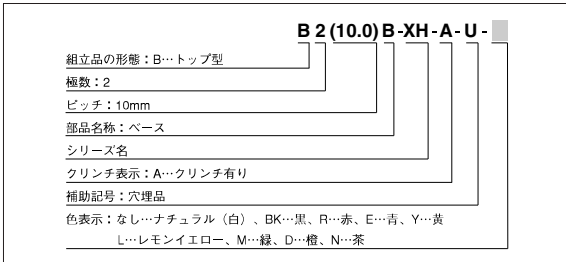 B 2 (10.0) B -XH - A - U -
組立品の形態：B…トップ型
極数：2
ピッチ：10mm
部品名称：ベース
シリーズ名
クリンチ表示：A…クリンチ有り
補助記号：穴埋品
色表示：なし…ナチュラル（白）、BK…黒、R…赤、E…青、Y…黄
L…レモンイエロー、M…緑、D…橙、N…茶